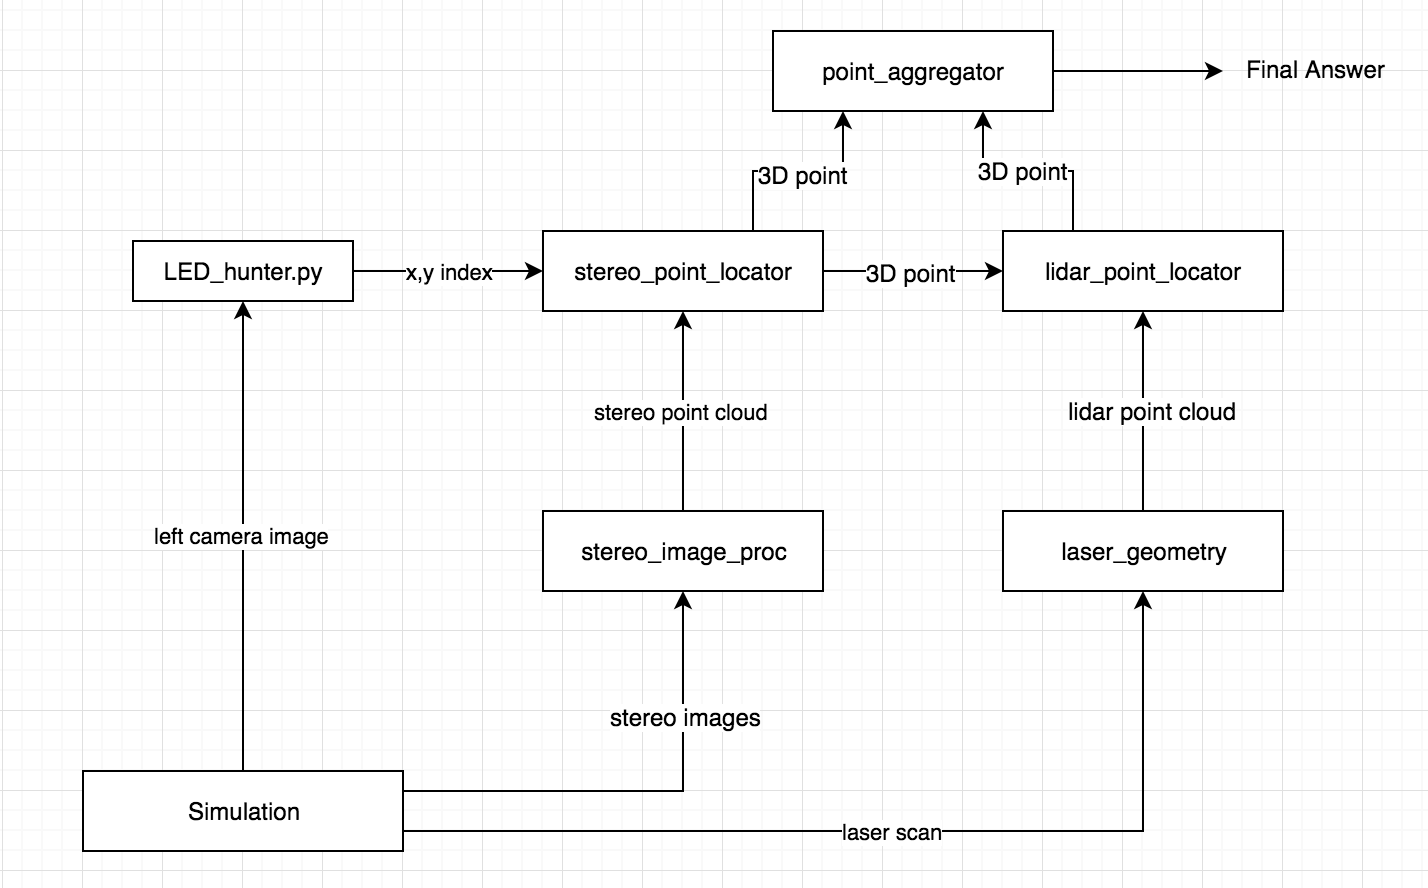 point_aggregator
Final Answer
3D point
3D point
LED_hunter.py
x,y index
stereo_point_locator
3D point
lidar_point_locator
stereo point cloud
lidar point cloud
left camera image
stereo_image_proc
laser_geometry
stereo images
Simulation
laser scan